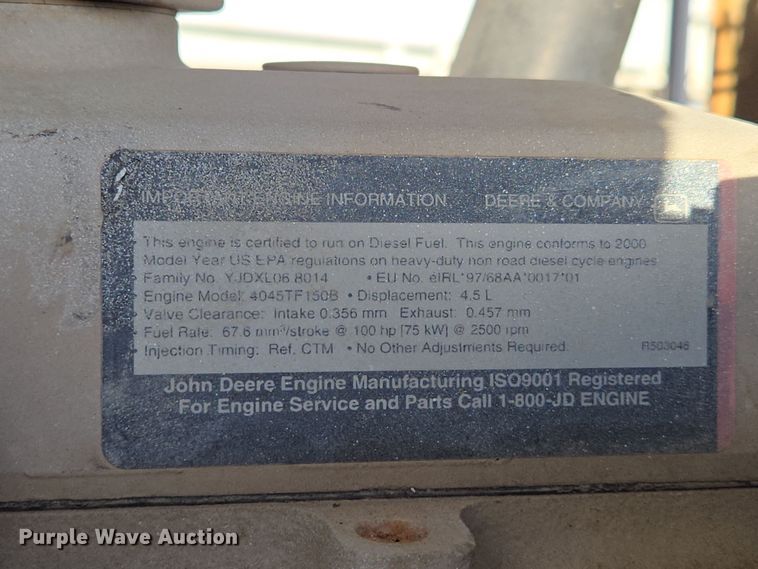 IMPORTANT ENGINE INFORMATION DEERE & COMPANY
• This engine is certified to run on Diesel Fuel. This engine conforms to 2000
Model Year US EPA regulations on heavy-duty non road diesel cycle engines.
Family No. YJDXL06.8014 • EU No. eIRL*97/68AA*0017*01
Engine Model: 4045TF150B • Displacement: 4.5 L
Valve Clearance: Intake 0.356 mm Exhaust: 0.457 mm
Fuel Rate: 67.6 mm³/stroke @ 100 hp [75 kW] @ 2500 rpm
• Injection Timing: Ref. CTM • No Other Adjustments Required. R503046
John Deere Engine Manufacturing ISO9001 Registered
For Engine Service and Parts Call 1-800-JD ENGINE
Purple Wave Auction